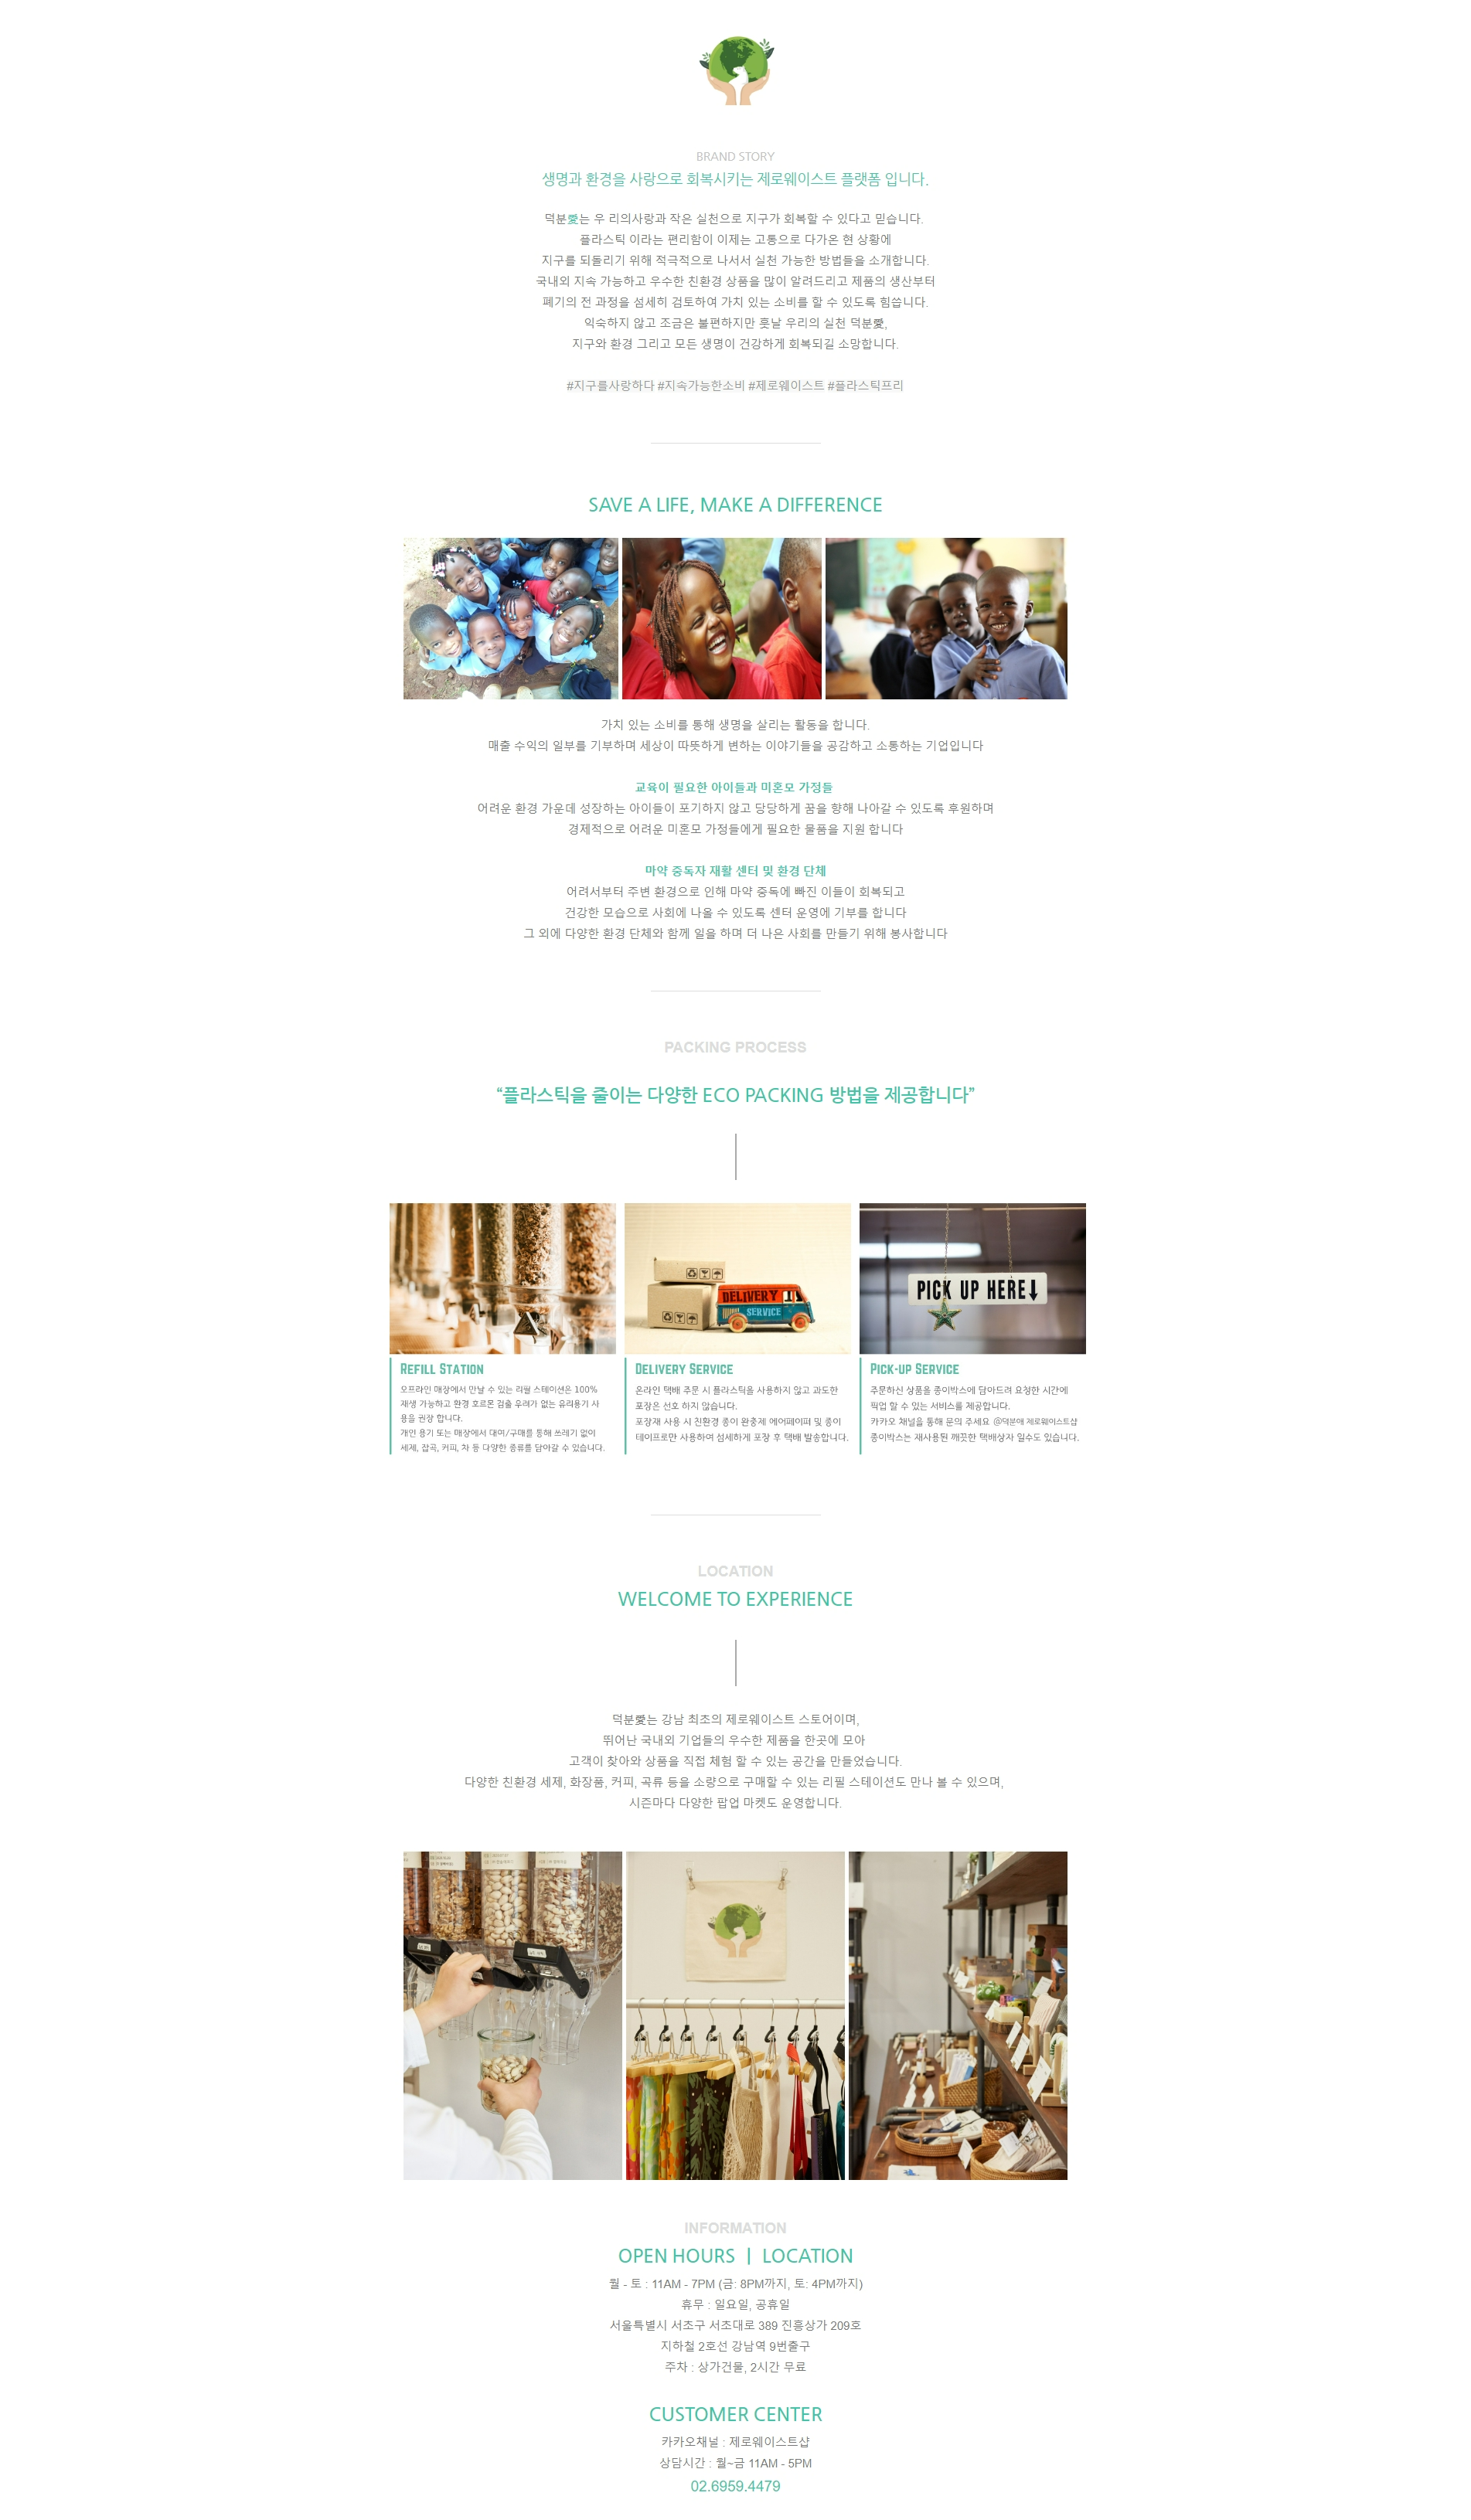 BRAND STORY
생명과 환경을 사랑으로 회복시키는 제로웨이스트 플랫폼 입니다.
덕분愛는 우 리의사랑과 작은 실천으로 지구가 회복할 수 있다고 믿습니다.
플라스틱 이라는 편리함이 이제는 고통으로 다가온 현 상황에
지구를 되돌리기 위해 적극적으로 나서서 실천 가능한 방법들을 소개합니다.
국내외 지속 가능하고 우수한 친환경 상품을 많이 알려드리고 제품의 생산부터
폐기의 전 과정을 섬세히 검토하여 가치 있는 소비를 할 수 있도록 힘씁니다.
익숙하지 않고 조금은 불편하지만 훗날 우리의 실천 덕분愛,
지구와 환경 그리고 모든 생명이 건강하게 회복되길 소망합니다.
#지구를사랑하다 #지속가능한소비 #제로웨이스트 #플라스틱프리
SAVE A LIFE, MAKE A DIFFERENCE
가치 있는 소비를 통해 생명을 살리는 활동을 합니다.
매출 수익의 일부를 기부하며 세상이 따뜻하게 변하는 이야기들을 공감하고 소통하는 기업입니다
교육이 필요한 아이들과 미혼모 가정들
어려운 환경 가운데 성장하는 아이들이 포기하지 않고 당당하게 꿈을 향해 나아갈 수 있도록 후원하며
경제적으로 어려운 미혼모 가정들에게 필요한 물품을 지원 합니다
마약 중독자 재활 센터 및 환경 단체
어려서부터 주변 환경으로 인해 마약 중독에 빠진 이들이 회복되고
건강한 모습으로 사회에 나올 수 있도록 센터 운영에 기부를 합니다
그 외에 다양한 환경 단체와 함께 일을 하며 더 나은 사회를 만들기 위해 봉사합니다
PACKING PROCESS
“플라스틱을 줄이는 다양한 ECO PACKING 방법을 제공합니다”
DELIVERY
SERVICE
PICK UP HERE↓
REFILL STATION
오프라인 매장에서 만날 수 있는 리필 스테이션은 100%
재생 가능하고 환경 호르몬 검출 우려가 없는 유리용기 사
용을 권장 합니다.
개인 용기 또는 매장에서 대여/구매를 통해 쓰레기 없이
세제, 잡곡, 커피, 차 등 다양한 종류를 담아갈 수 있습니다.
DELIVERY SERVICE
온라인 택배 주문 시 플라스틱을 사용하지 않고 과도한
포장은 선호 하지 않습니다.
포장재 사용 시 친환경 종이 완충제 에어페이퍼 및 종이
테이프로만 사용하여 섬세하게 포장 후 택배 발송합니다.
PICK-UP SERVICE
주문하신 상품을 종이박스에 담아드려 요청한 시간에
픽업 할 수 있는 서비스를 제공합니다.
카카오 채널을 통해 문의 주세요 @덕분애 제로웨이스트샵
종이박스는 재사용된 깨끗한 택배상자 일수도 있습니다.
LOCATION
WELCOME TO EXPERIENCE
덕분愛는 강남 최초의 제로웨이스트 스토어이며,
뛰어난 국내외 기업들의 우수한 제품을 한곳에 모아
고객이 찾아와 상품을 직접 체험 할 수 있는 공간을 만들었습니다.
다양한 친환경 세제, 화장품, 커피, 곡류 등을 소량으로 구매할 수 있는 리필 스테이션도 만나 볼 수 있으며,
시즌마다 다양한 팝업 마켓도 운영합니다.
INFORMATION
OPEN HOURS | LOCATION
월 - 토 : 11AM - 7PM (금: 8PM까지, 토: 4PM까지)
휴무 : 일요일, 공휴일
서울특별시 서초구 서초대로 389 진흥상가 209호
지하철 2호선 강남역 9번출구
주차 : 상가건물, 2시간 무료
CUSTOMER CENTER
카카오채널 : 제로웨이스트샵
상담시간 : 월~금 11AM - 5PM
02.6959.4479